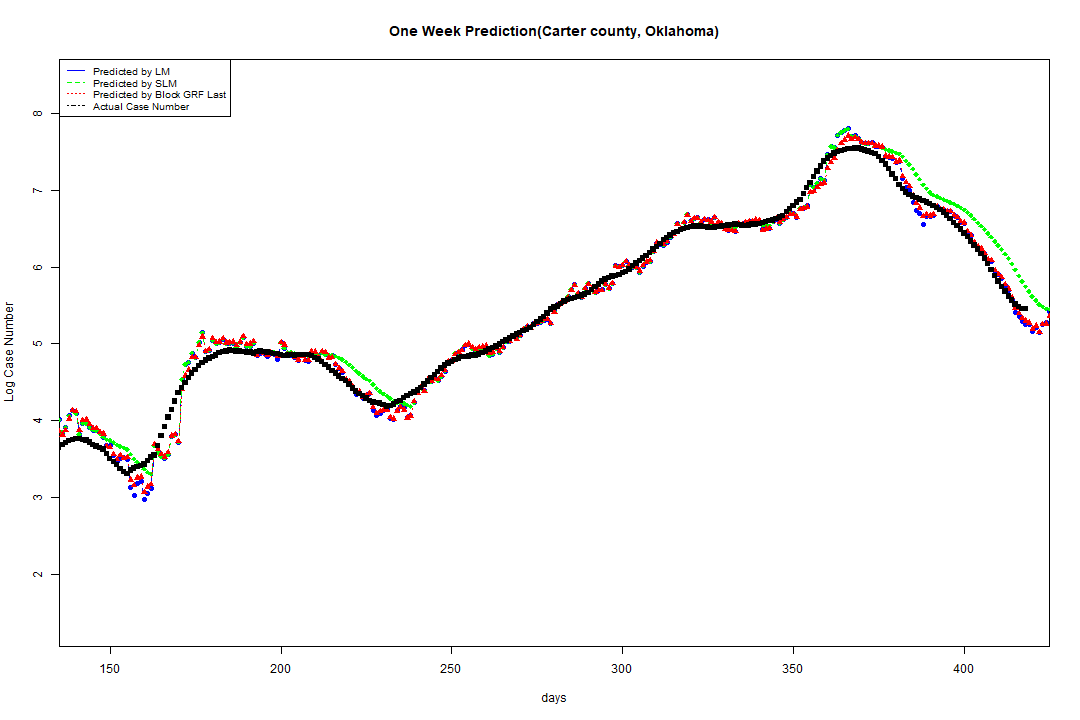 One Week Prediction(Carter county, Oklahoma)
Predicted by LM
Predicted by SLM
Predicted by Block GRF Last
Actual Case Number
Log Case Number
8
7
6
5
4
3
2
150 200 250 300 350 400
days